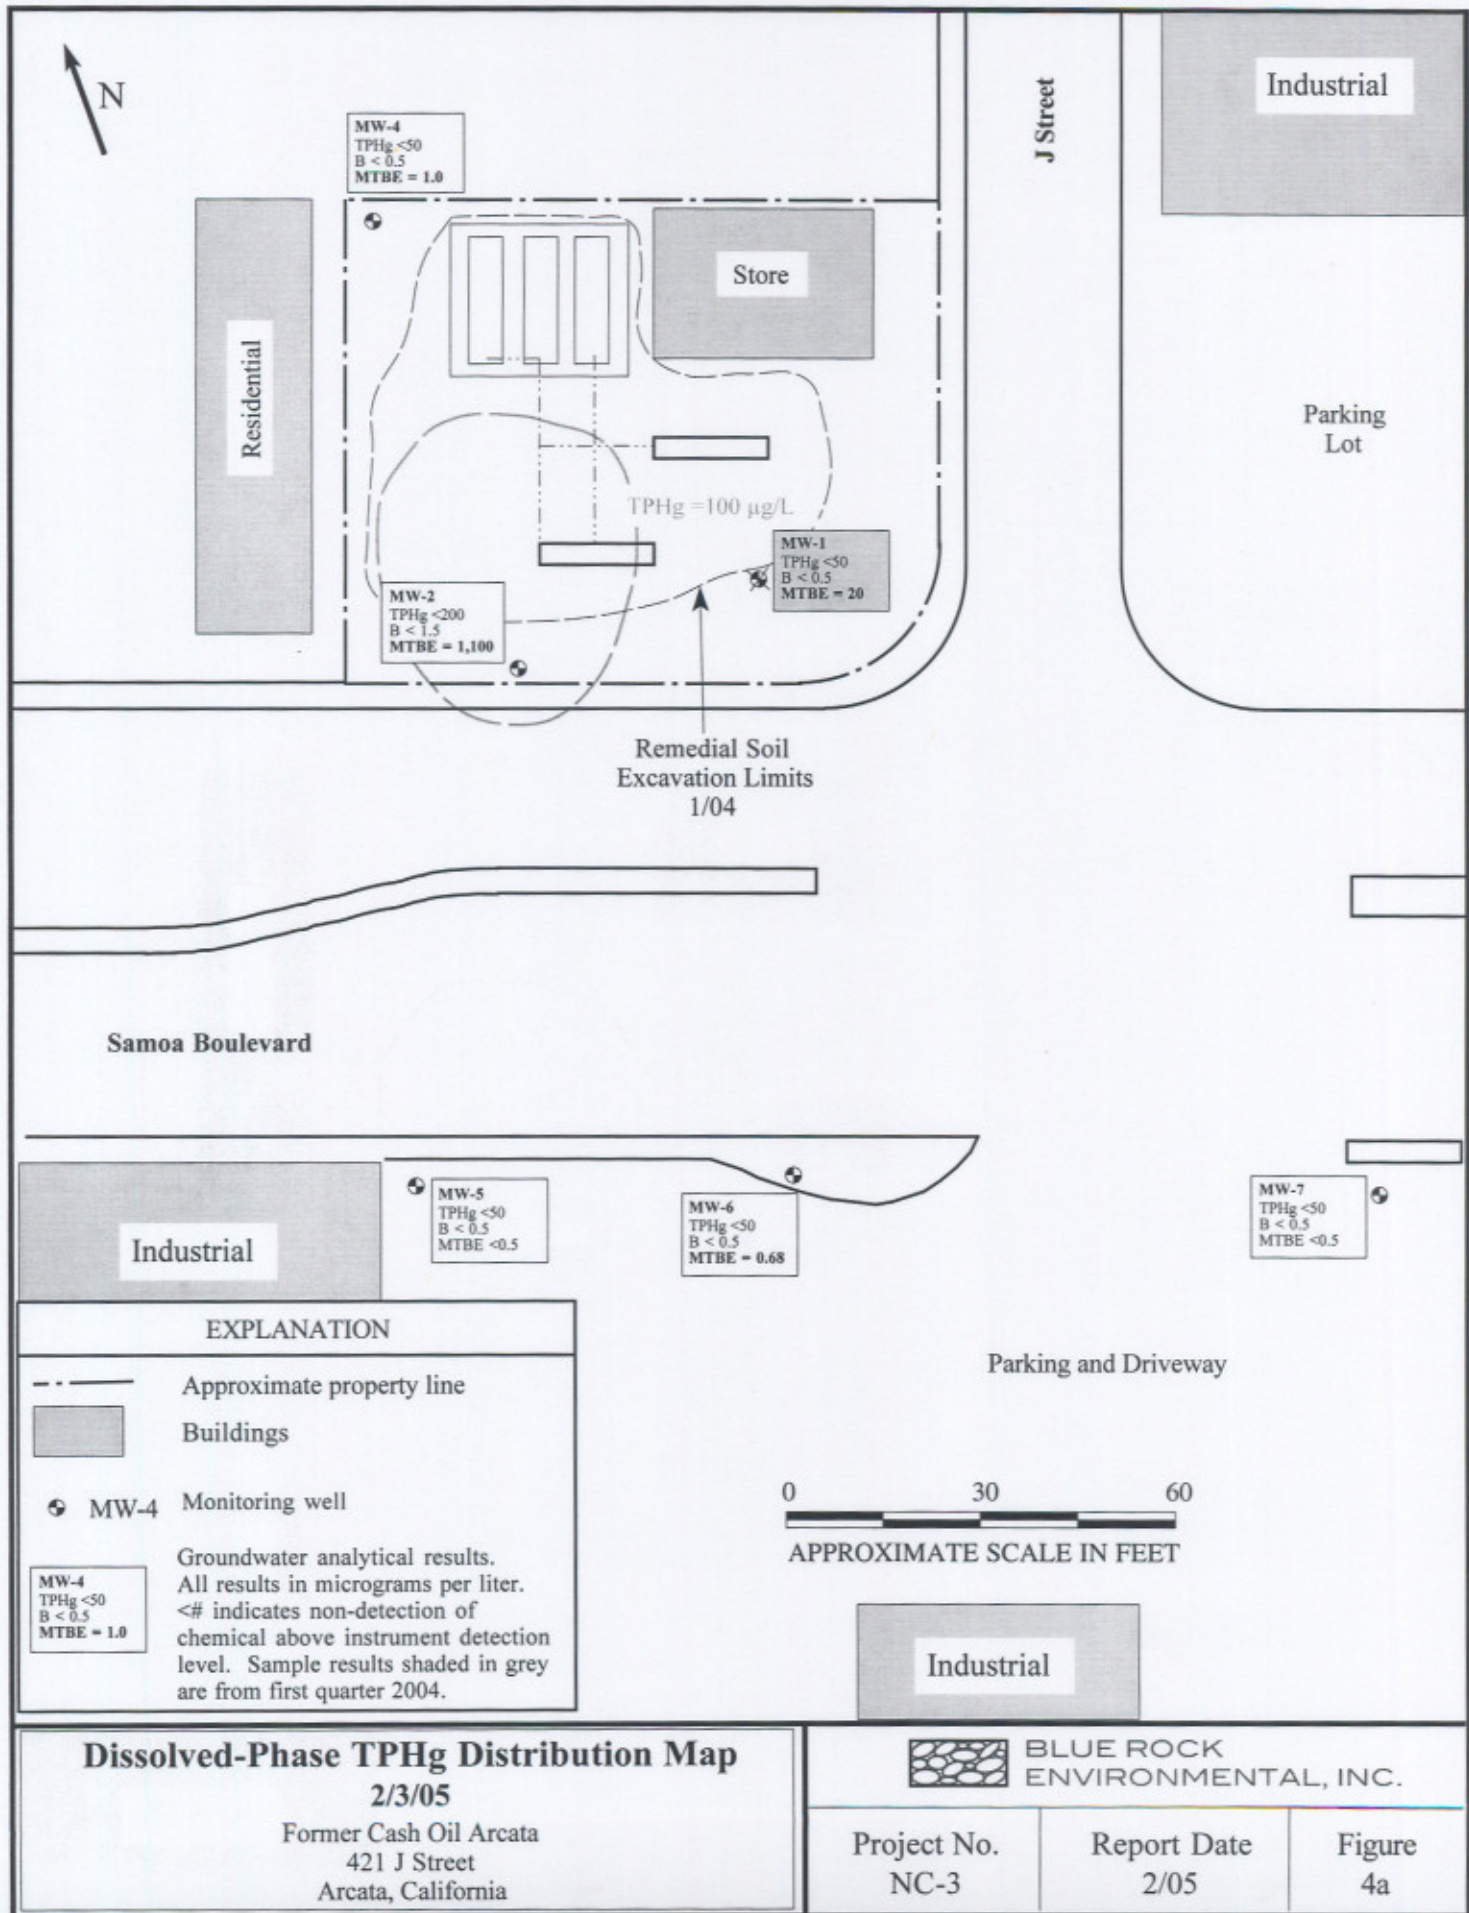 N
MW-4
TPHg <50
B < 0.5
MTBE = 1.0
J Street
Industrial
Store
Residential
Parking
Lot
TPHg =100 µg/L
MW-1
TPHg <50
B < 0.5
MTBE = 20
MW-2
TPHg <200
B < 1.5
MTBE = 1,100
Remedial Soil
Excavation Limits
1/04
Samoa Boulevard
MW-5
TPHg <50
B < 0.5
MTBE <0.5
MW-6
TPHg <50
B < 0.5
MTBE = 0.68
MW-7
TPHg <50
B < 0.5
MTBE <0.5
Industrial
EXPLANATION
Approximate property line
Buildings
MW-4 Monitoring well
MW-4
TPHg <50
B < 0.5
MTBE = 1.0
Groundwater analytical results.
All results in micrograms per liter.
<# indicates non-detection of
chemical above instrument detection
level. Sample results shaded in grey
are from first quarter 2004.
Parking and Driveway
0 30 60
APPROXIMATE SCALE IN FEET
Industrial
Dissolved-Phase TPHg Distribution Map
2/3/05
Former Cash Oil Arcata
421 J Street
Arcata, California
BLUE ROCK
ENVIRONMENTAL, INC.
Project No.
NC-3
Report Date
2/05
Figure
4a